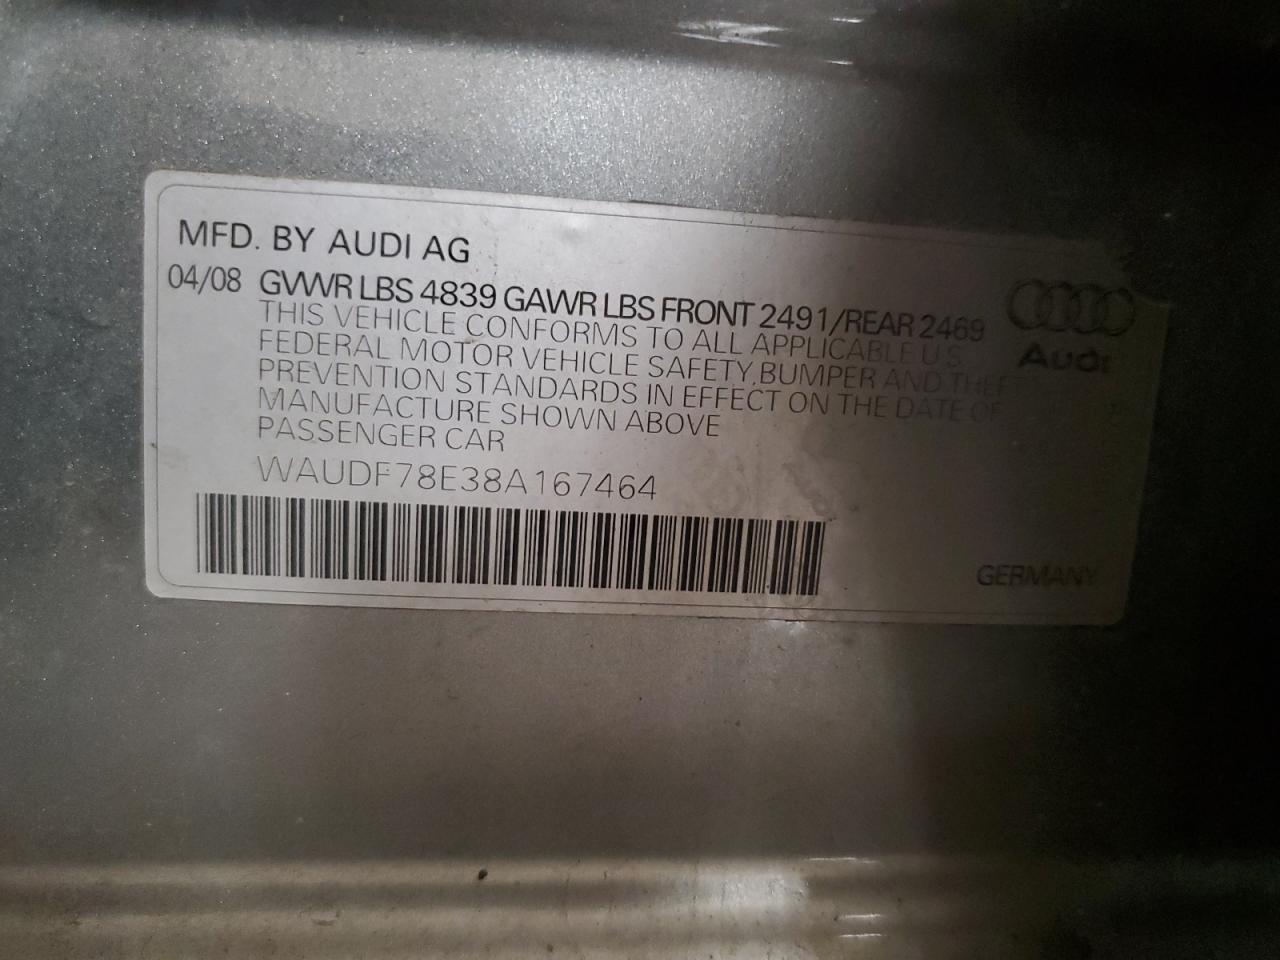 MFD. BY AUDI AG
04/08 GVWR LBS 4839 GAWR LBS FRONT 2491/REAR 2469
THIS VEHICLE CONFORMS TO ALL APPLICABLE U.S.
FEDERAL MOTOR VEHICLE SAFETY, BUMPER AND THEFT
PREVENTION STANDARDS IN EFFECT ON THE DATE OF
MANUFACTURE SHOWN ABOVE
PASSENGER CAR
WAUDF78E38A167464
Audi
GERMANY